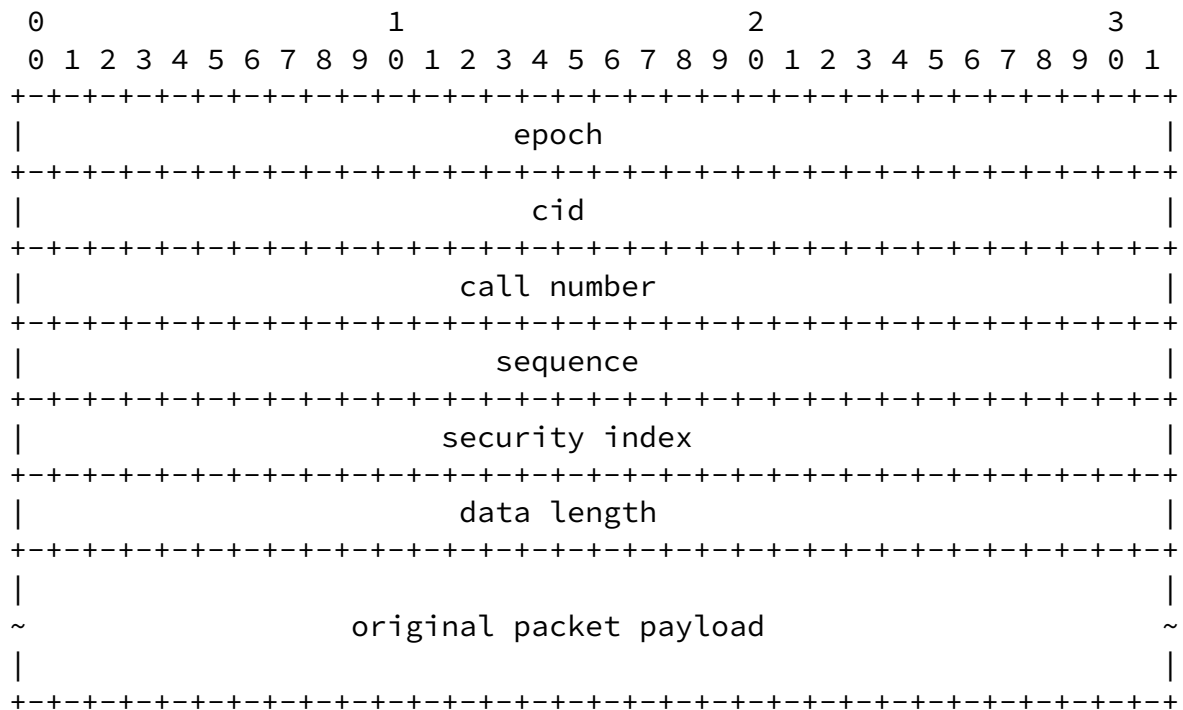 0                   1                   2                   3
0 1 2 3 4 5 6 7 8 9 0 1 2 3 4 5 6 7 8 9 0 1 2 3 4 5 6 7 8 9 0 1
+-+-+-+-+-+-+-+-+-+-+-+-+-+-+-+-+-+-+-+-+-+-+-+-+-+-+-+-+-+-+-+-+
|                           epoch                               |
+-+-+-+-+-+-+-+-+-+-+-+-+-+-+-+-+-+-+-+-+-+-+-+-+-+-+-+-+-+-+-+-+
|                            cid                                |
+-+-+-+-+-+-+-+-+-+-+-+-+-+-+-+-+-+-+-+-+-+-+-+-+-+-+-+-+-+-+-+-+
|                        call number                            |
+-+-+-+-+-+-+-+-+-+-+-+-+-+-+-+-+-+-+-+-+-+-+-+-+-+-+-+-+-+-+-+-+
|                          sequence                             |
+-+-+-+-+-+-+-+-+-+-+-+-+-+-+-+-+-+-+-+-+-+-+-+-+-+-+-+-+-+-+-+-+
|                       security index                          |
+-+-+-+-+-+-+-+-+-+-+-+-+-+-+-+-+-+-+-+-+-+-+-+-+-+-+-+-+-+-+-+-+
|                        data length                            |
+-+-+-+-+-+-+-+-+-+-+-+-+-+-+-+-+-+-+-+-+-+-+-+-+-+-+-+-+-+-+-+-+
|                                                               |
~                  original packet payload                      ~
|                                                               |
+-+-+-+-+-+-+-+-+-+-+-+-+-+-+-+-+-+-+-+-+-+-+-+-+-+-+-+-+-+-+-+-+